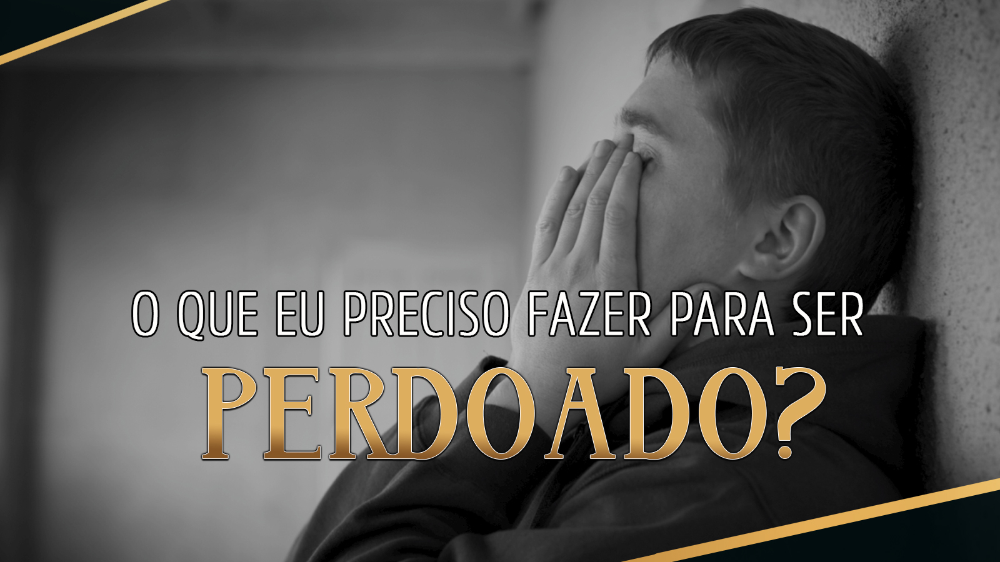 O QUE EU PRECISO FAZER PARA SER
PERDOADO?